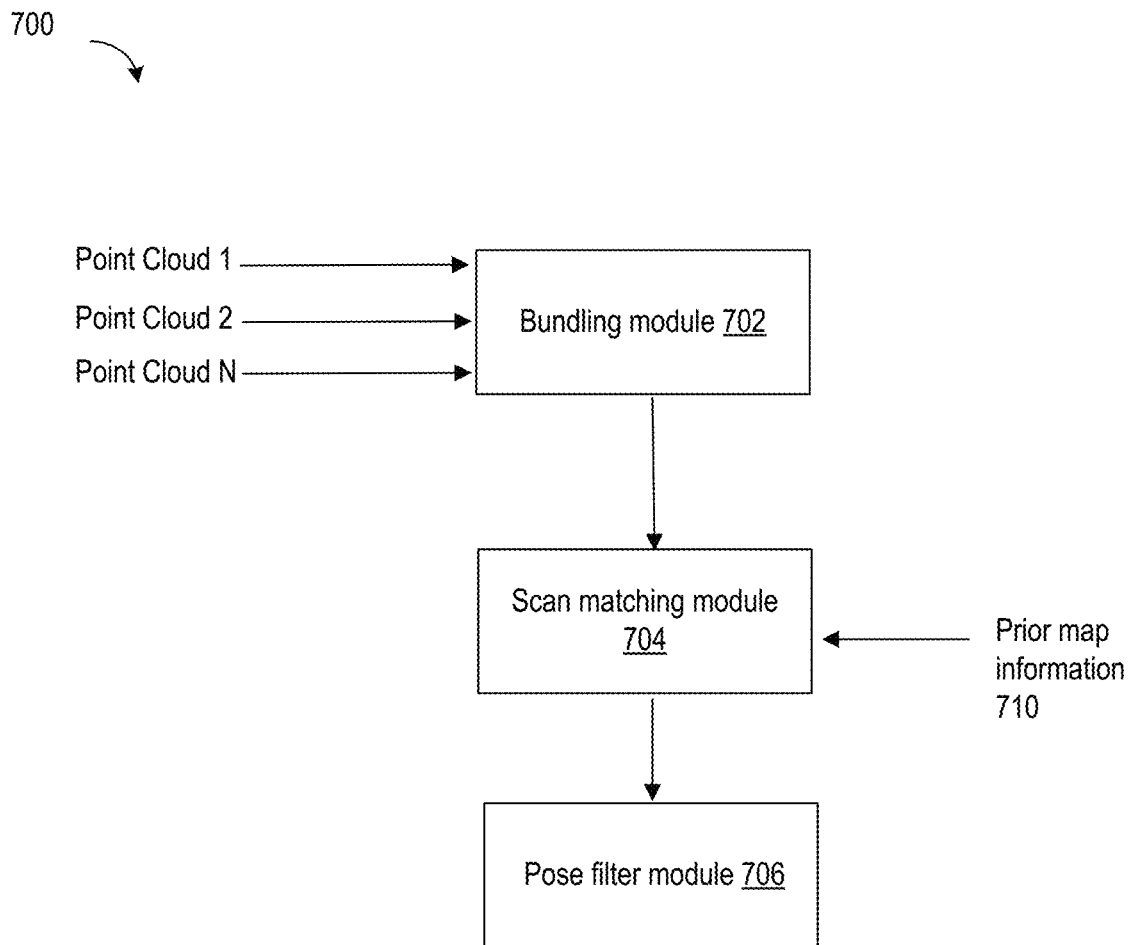 700
Point Cloud 1
Point Cloud 2
Point Cloud N
Bundling module 702
Scan matching module
704
Prior map
information
710
Pose filter module 706